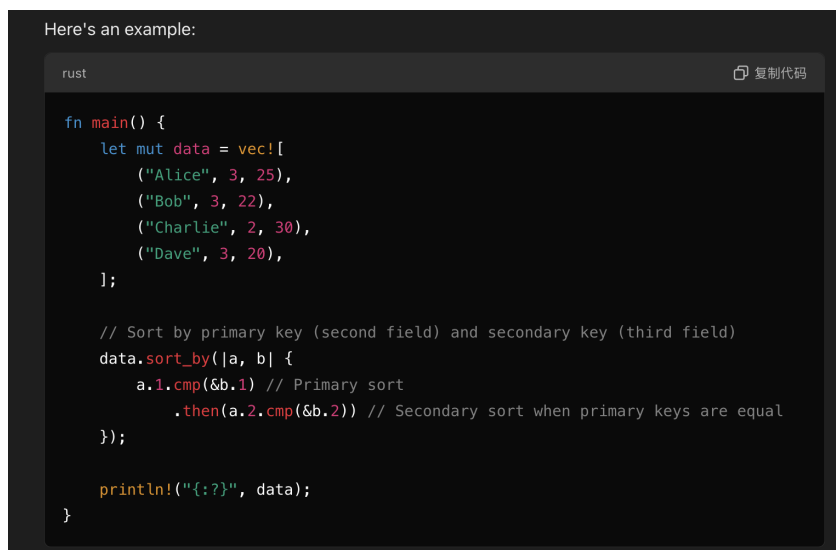 Here's an example:
rust
复制代码
fn main() {
    let mut data = vec![
        ("Alice", 3, 25),
        ("Bob", 3, 22),
        ("Charlie", 2, 30),
        ("Dave", 3, 20),
    ];
    // Sort by primary key (second field) and secondary key (third field)
    data.sort_by(|a, b| {
        a.1.cmp(&b.1) // Primary sort
            .then(a.2.cmp(&b.2)) // Secondary sort when primary keys are equal
    });
    println!("{:?}", data);
}